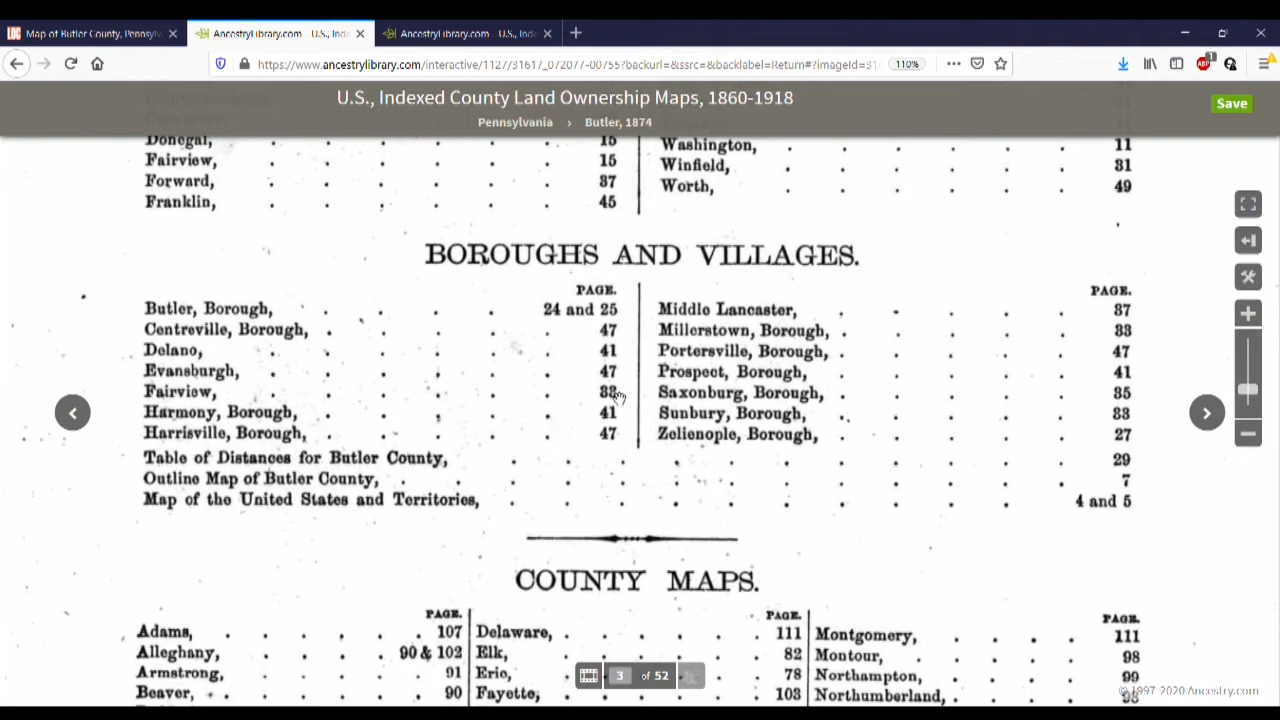 Map of Butler County, Pennsylv
AncestryLibrary.com - U.S., Inde
AncestryLibrary.com - U.S., Inde
https://www.ancestrylibrary.com/interactive/1127/31617_072077-00755?backurl=&ssrc=&backlabel=Return#?imageId=31
110%
U.S., Indexed County Land Ownership Maps, 1860-1918
Save
Pennsylvania › Butler, 1874
Donegal, 15
Fairview, 15
Forward, 37
Franklin, 45
Washington, 11
Winfield, 31
Worth, 49
BOROUGHS AND VILLAGES.
PAGE.
Butler, Borough, 24 and 25
Centreville, Borough, 47
Delano, 41
Evansburgh, 47
Fairview, 33
Harmony, Borough, 41
Harrisville, Borough, 47
PAGE.
Middle Lancaster, 37
Millerstown, Borough, 33
Portersville, Borough, 47
Prospect, Borough, 41
Saxonburg, Borough, 35
Sunbury, Borough, 33
Zelienople, Borough, 27
Table of Distances for Butler County, 29
Outline Map of Butler County, 7
Map of the United States and Territories, 4 and 5
COUNTY MAPS.
PAGE.
Adams, 107
Alleghany, 90 & 102
Armstrong, 91
Beaver, 90
PAGE.
Delaware, 111
Elk, 82
Erie, 78
Fayette, 103
PAGE.
Montgomery, 111
Montour, 98
Northampton, 99
Northumberland, 98
3 of 52
© 1997-2020 Ancestry.com